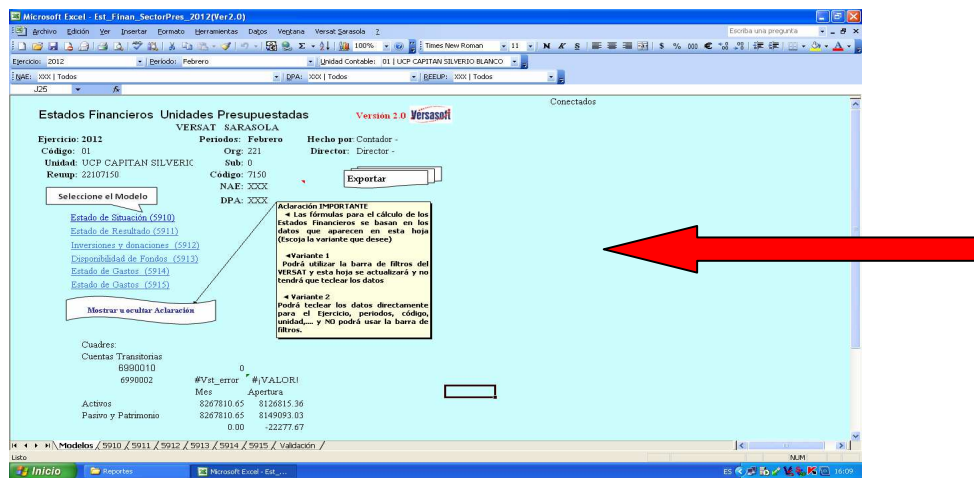 Microsoft Excel - Est_Finan_SectorPres_2012(Ver2.0)
Archivo Edición Ver Insertar Formato Herramientas Datos Ventana Versat Sarasola ? Escriba una pregunta
100% Times New Roman 11 N K S $ % 000 €
Ejercicio: 2012 Período: Febrero Unidad Contable: 01 | UCP CAPITAN SILVERIO BLANCO
NAE: XXX | Todos DPA: XXX | Todos REEUP: XXX | Todos
J25 fx
Conectados
Estados Financieros Unidades Presupuestadas Versión 2.0 Versasoft
VERSAT SARASOLA
Ejercicio: 2012 Periodos: Febrero Hecho por: Contador -
Código: 01 Org: 221 Director: Director -
Unidad: UCP CAPITAN SILVERIC Sub: 0
Reuup: 22107150 Código: 7150
NAE: XXX
DPA: XXX
Exportar
Seleccione el Modelo
Estado de Situación (5910)
Estado de Resultado (5911)
Inversiones y donaciones (5912)
Disponibilidad de Fondos (5913)
Estado de Gastos (5914)
Estado de Gastos (5915)
Mostrar u ocultar Aclaración
Aclaración IMPORTANTE
◄ Las fórmulas para el cálculo de los
Estados Financieros se basan en los
datos que aparecen en esta hoja
(Escoja la variante que desee)
◄Variante 1
Podrá utilizar la barra de filtros del
VERSAT y esta hoja se actualizará y no
tendrá que teclear los datos
◄ Variante 2
Podrá teclear los datos directamente
para el Ejercicio, periodos, código,
unidad,.... y NO podrá usar la barra de
filtros.
Cuadres:
Cuentas Transitorias
6990010 0
6990002 #Vst_error #¡VALOR!
Mes Apertura
Activos 8267810.65 8126815.36
Pasivo y Patrimonio 8267810.65 8149093.03
0.00 -22277.67
Modelos / 5910 / 5911 / 5912 / 5913 / 5914 / 5915 / Validación /
Listo NUM
Inicio Reportes Microsoft Excel - Est_... ES 16:09